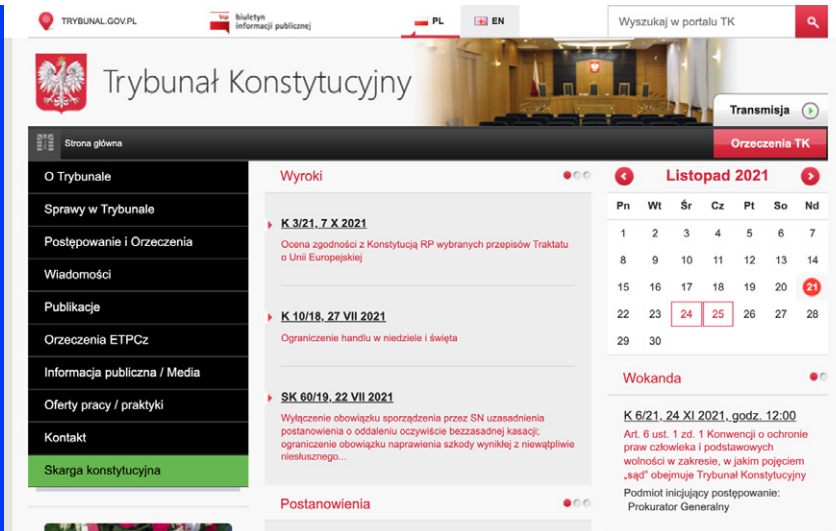 TRYBUNAL.GOV.PL
bip
biuletyn
informacji publicznej
PL
EN
Wyszukaj w portalu TK
Trybunał Konstytucyjny
Transmisja
Strona główna
Orzeczenia TK
O Trybunale
Sprawy w Trybunale
Postępowanie i Orzeczenia
Wiadomości
Publikacje
Orzeczenia ETPCz
Informacja publiczna / Media
Oferty pracy / praktyki
Kontakt
Skarga konstytucyjna
Wyroki
K 3/21, 7 X 2021
Ocena zgodności z Konstytucją RP wybranych przepisów Traktatu
o Unii Europejskiej
K 10/18, 27 VII 2021
Ograniczenie handlu w niedziele i święta
SK 60/19, 22 VII 2021
Wyłączenie obowiązku sporządzenia przez SN uzasadnienia
postanowienia o oddaleniu oczywiście bezzasadnej kasacji;
ograniczenie obowiązku naprawienia szkody wynikłej z niewątpliwie
niesłusznego...
Postanowienia
Listopad 2021
Pn Wt Śr Cz Pt So Nd
1 2 3 4 5 6 7
8 9 10 11 12 13 14
15 16 17 18 19 20 21
22 23 24 25 26 27 28
29 30
Wokanda
K 6/21, 24 XI 2021, godz. 12:00
Art. 6 ust. 1 zd. 1 Konwencji o ochronie
praw człowieka i podstawowych
wolności w zakresie, w jakim pojęciem
„sąd” obejmuje Trybunał Konstytucyjny
Podmiot inicjujący postępowanie:
Prokurator Generalny